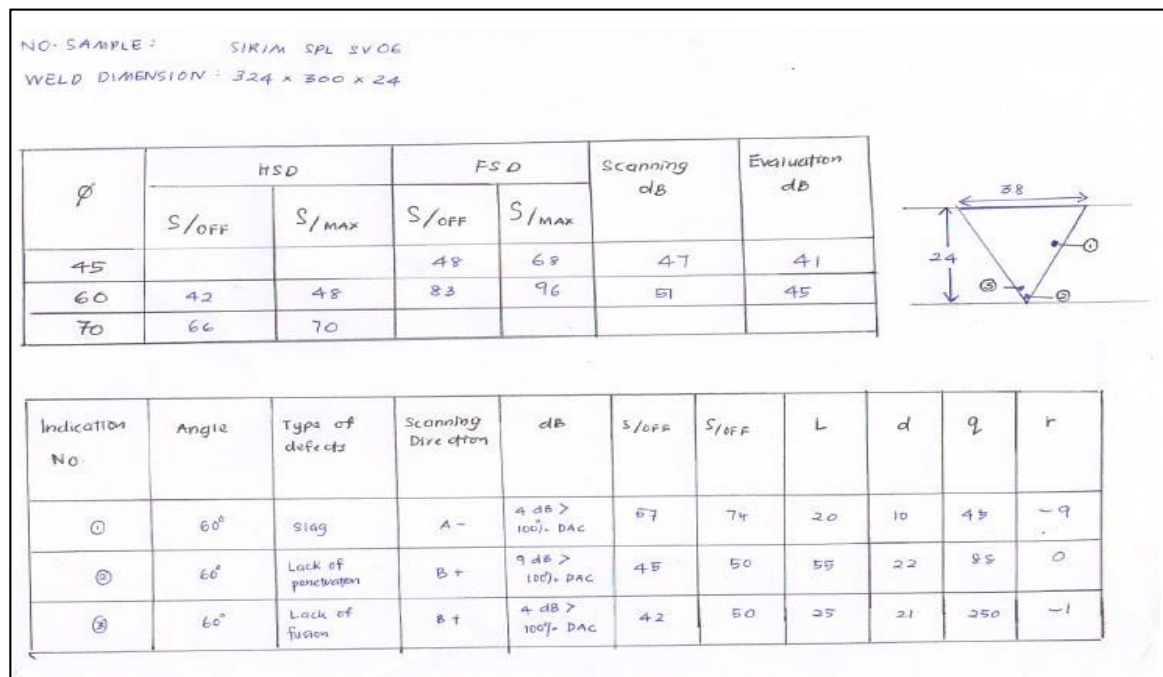 NO. SAMPLE : SIRIM SPL SV06
WELD DIMENSION : 324 x 300 x 24
Ø HSD FSD Scanning dB Evaluation dB
S/OFF S/MAX S/OFF S/MAX
45 48 68 47 41
60 42 48 83 96 51 45
70 66 70
38
24
①
③
②
Indication No. Angle Type of defects Scanning Direction dB S/OFF S/OFF L d q r
① 60° Slag A- 4 dB > 100% DAC 57 74 20 10 45 -9
② 60° Lack of penetration B+ 9 dB > 100% DAC 45 50 55 22 85 0
③ 60° Lack of fusion B+ 4 dB > 100% DAC 42 50 25 21 250 -1